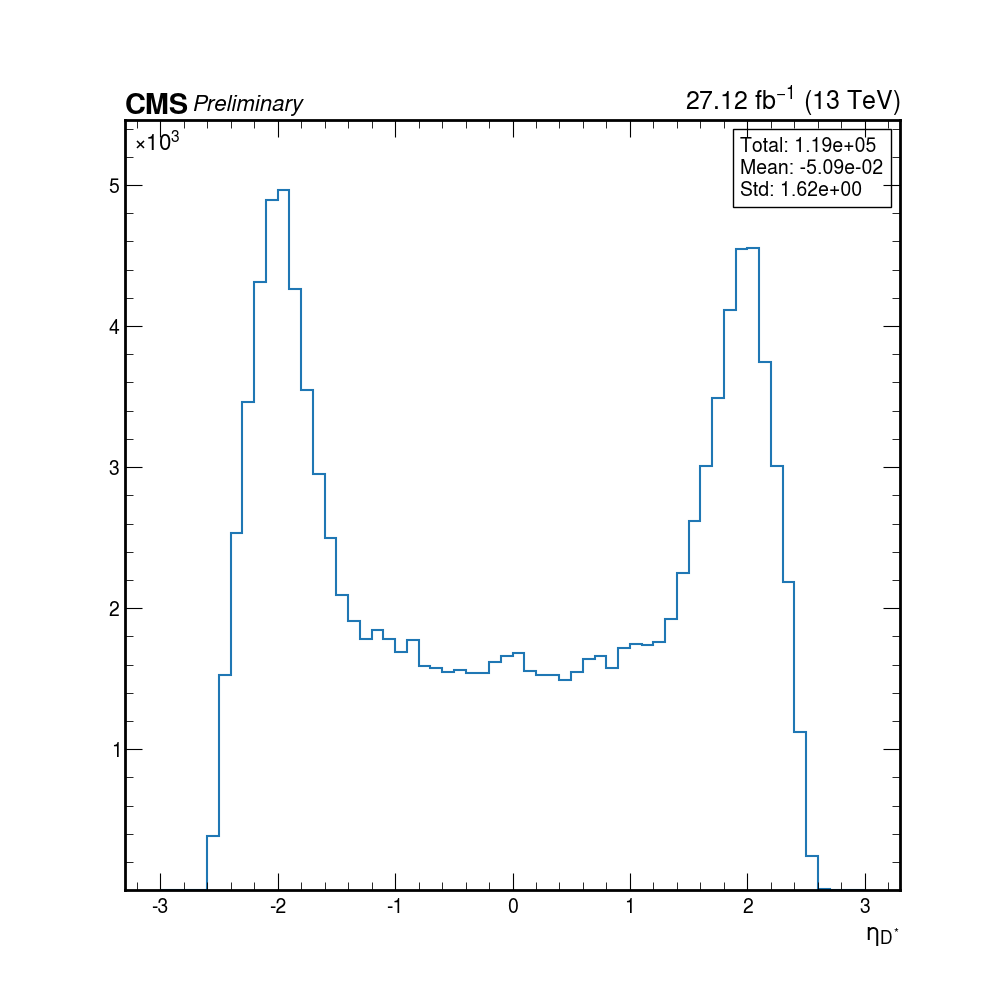 CMS Preliminary
27.12 fb⁻¹ (13 TeV)
×10³
Total: 1.19e+05
Mean: -5.09e-02
Std: 1.62e+00
5
4
3
2
1
-3 -2 -1 0 1 2 3
η_D*